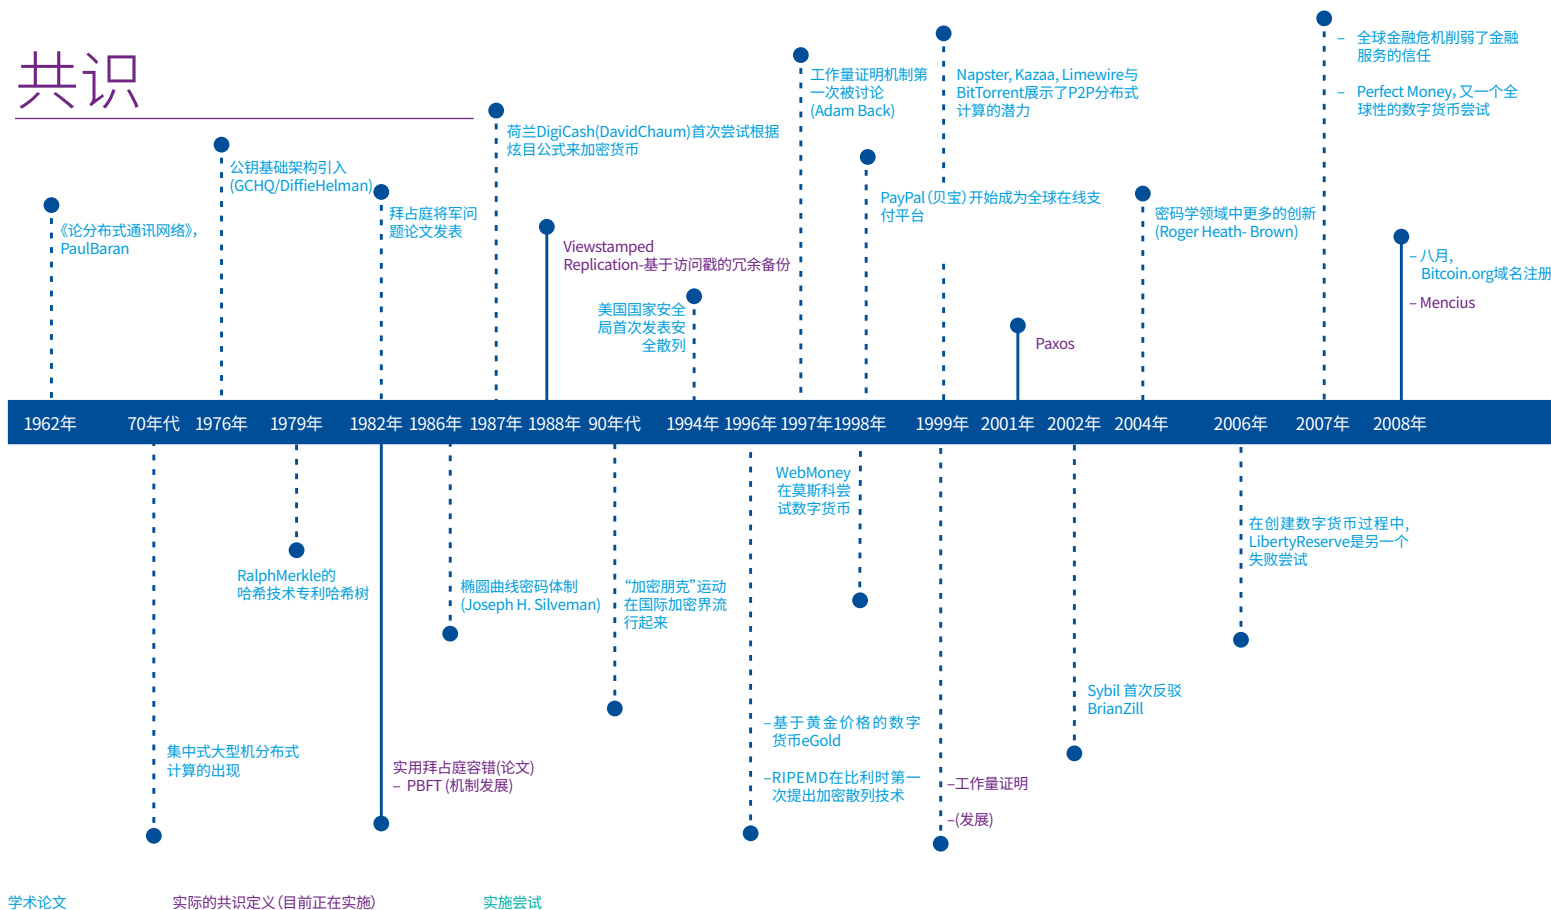 共识
《论分布式通讯网络》,
PaulBaran
公钥基础架构引入
(GCHQ/DiffieHelman)
拜占庭将军问
题论文发表
荷兰DigiCash(DavidChaum)首次尝试根据
炫目公式来加密货币
Viewstamped
Replication-基于访问戳的冗余备份
美国国家安全
局首次发表安
全散列
工作量证明机制第
一次被讨论
(Adam Back)
PayPal(贝宝)开始成为全球在线支
付平台
Napster, Kazaa, Limewire与
BitTorrent展示了P2P分布式
计算的潜力
Paxos
密码学领域中更多的创新
(Roger Heath- Brown)
– 全球金融危机削弱了金融
服务的信任
– Perfect Money, 又一个全
球性的数字货币尝试
– 八月,
Bitcoin.org域名注册
– Mencius
1962年 70年代 1976年 1979年 1982年 1986年 1987年 1988年 90年代 1994年 1996年 1997年 1998年 1999年 2001年 2002年 2004年 2006年 2007年 2008年
集中式大型机分布式
计算的出现
RalphMerkle的
哈希技术专利哈希树
实用拜占庭容错(论文)
– PBFT (机制发展)
椭圆曲线密码体制
(Joseph H. Silveman)
“加密朋克”运动
在国际加密界流
行起来
–基于黄金价格的数字
货币eGold
–RIPEMD在比利时第一
次提出加密散列技术
WebMoney
在莫斯科尝
试数字货币
–工作量证明
–(发展)
Sybil 首次反驳
BrianZill
在创建数字货币过程中,
LibertyReserve是另一个
失败尝试
学术论文 实际的共识定义(目前正在实施) 实施尝试